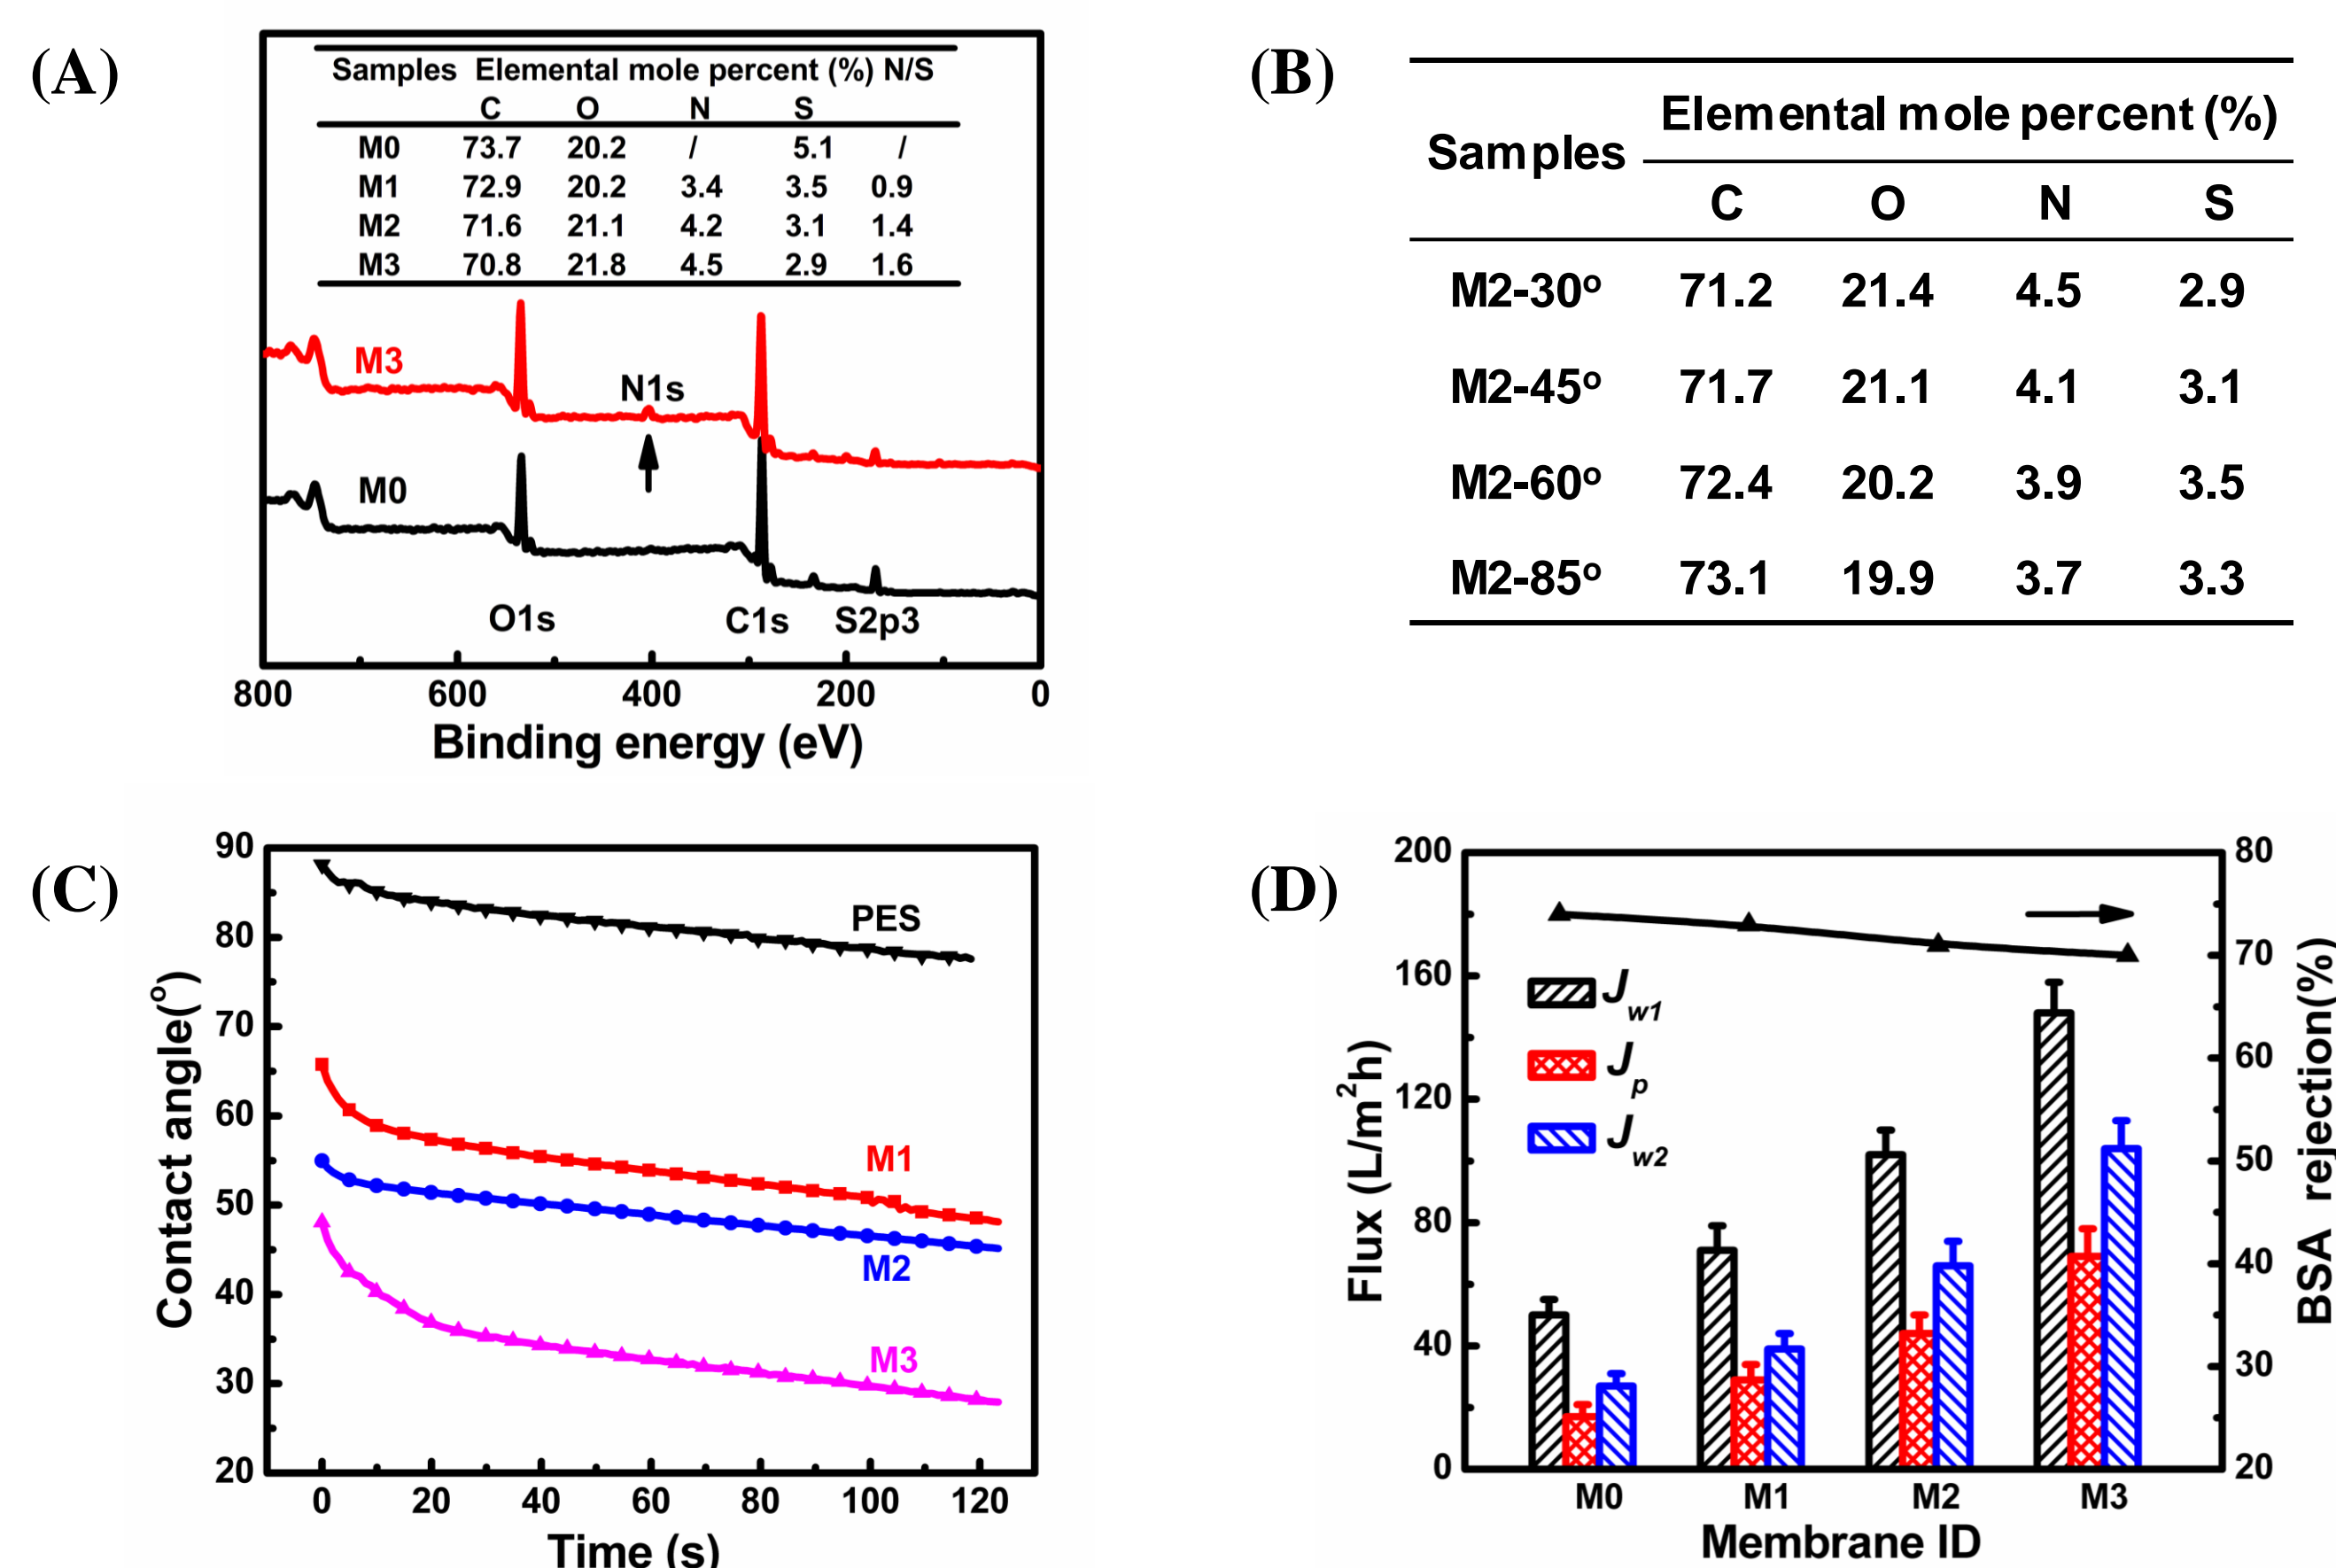 (A)
Samples Elemental mole percent (%) N/S
C O N S
M0 73.7 20.2 / 5.1 /
M1 72.9 20.2 3.4 3.5 0.9
M2 71.6 21.1 4.2 3.1 1.4
M3 70.8 21.8 4.5 2.9 1.6
M3
N1s
M0
O1s C1s S2p3
800 600 400 200 0
Binding energy (eV)
(B)
Samples Elemental mole percent (%)
C O N S
M2-30º 71.2 21.4 4.5 2.9
M2-45º 71.7 21.1 4.1 3.1
M2-60º 72.4 20.2 3.9 3.5
M2-85º 73.1 19.9 3.7 3.3
(C)
Contact angle(º)
90
80
70
60
50
40
30
20
PES
M1
M2
M3
0 20 40 60 80 100 120
Time (s)
(D)
Flux (L/m²h)
200
160
120
80
40
0
Jw1
Jp
Jw2
80
70
60
50
40
30
20
BSA rejection(%)
M0 M1 M2 M3
Membrane ID